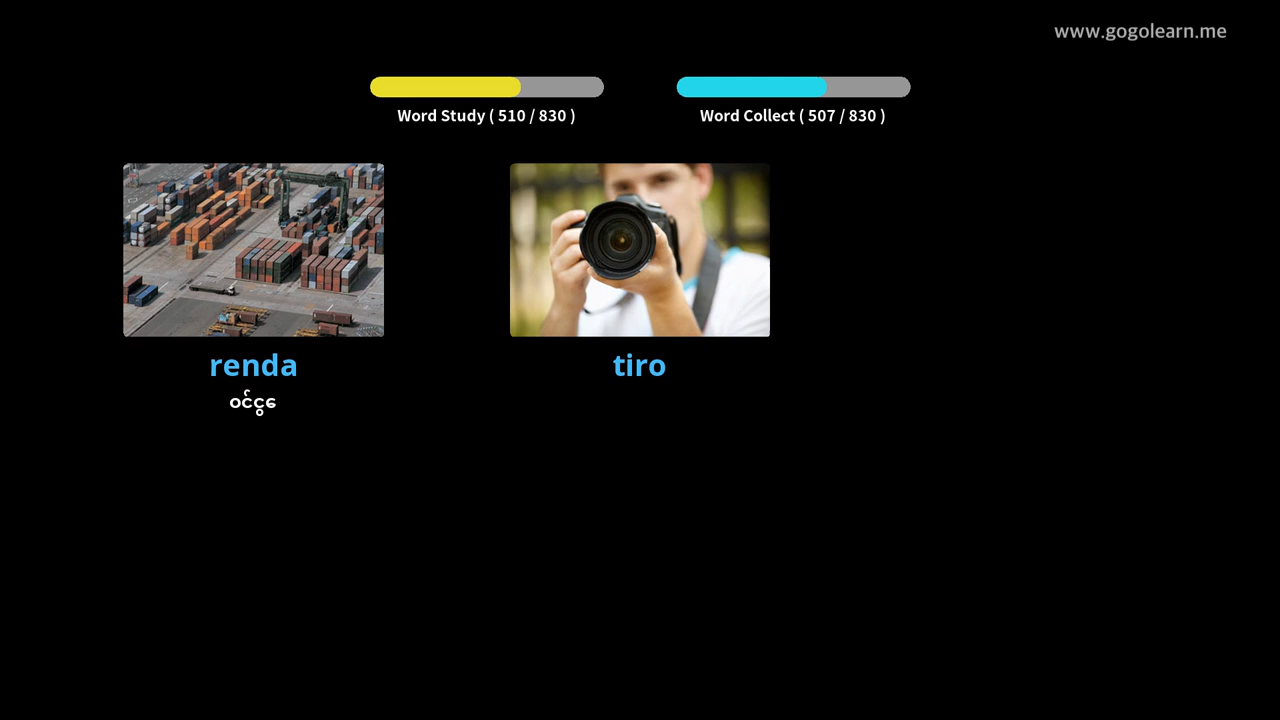 www.gogolearn.me
Word Study ( 510 / 830 )
Word Collect ( 507 / 830 )
renda
ဝင်ငွေ
tiro